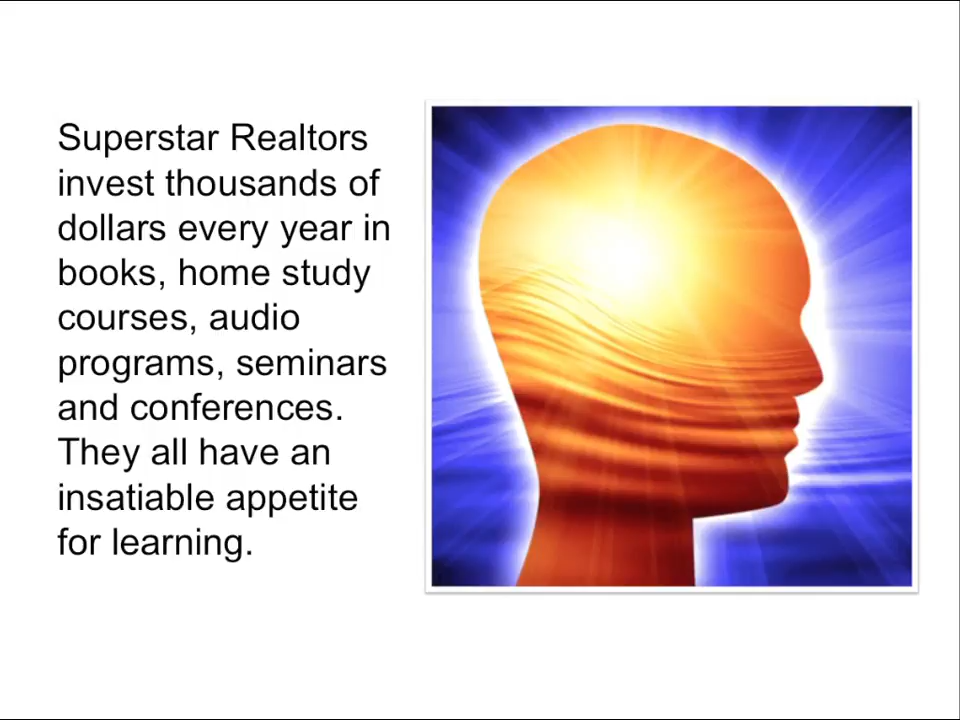 Superstar Realtors
invest thousands of
dollars every year in
books, home study
courses, audio
programs, seminars
and conferences.
They all have an
insatiable appetite
for learning.